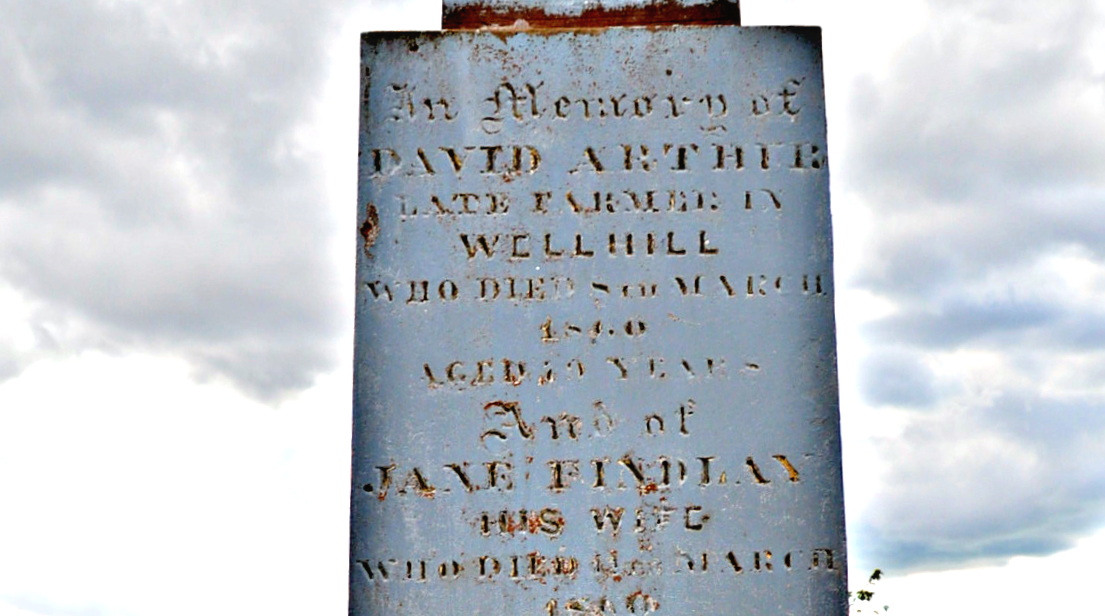 In Memory of
DAVID ARTHUR
LATE FARMER IN
WELLHILL
WHO DIED 8TH MARCH
AGED YEARS
And of
JANE FINDLAY
HIS WIFE
WHO DIED MARCH